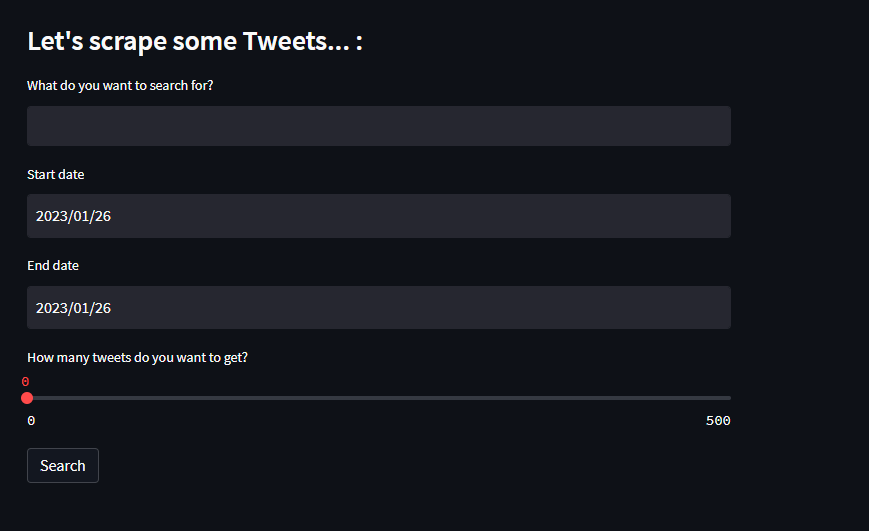 Let's scrape some Tweets... :
What do you want to search for?
Start date
2023/01/26
End date
2023/01/26
How many tweets do you want to get?
0
0 500
Search